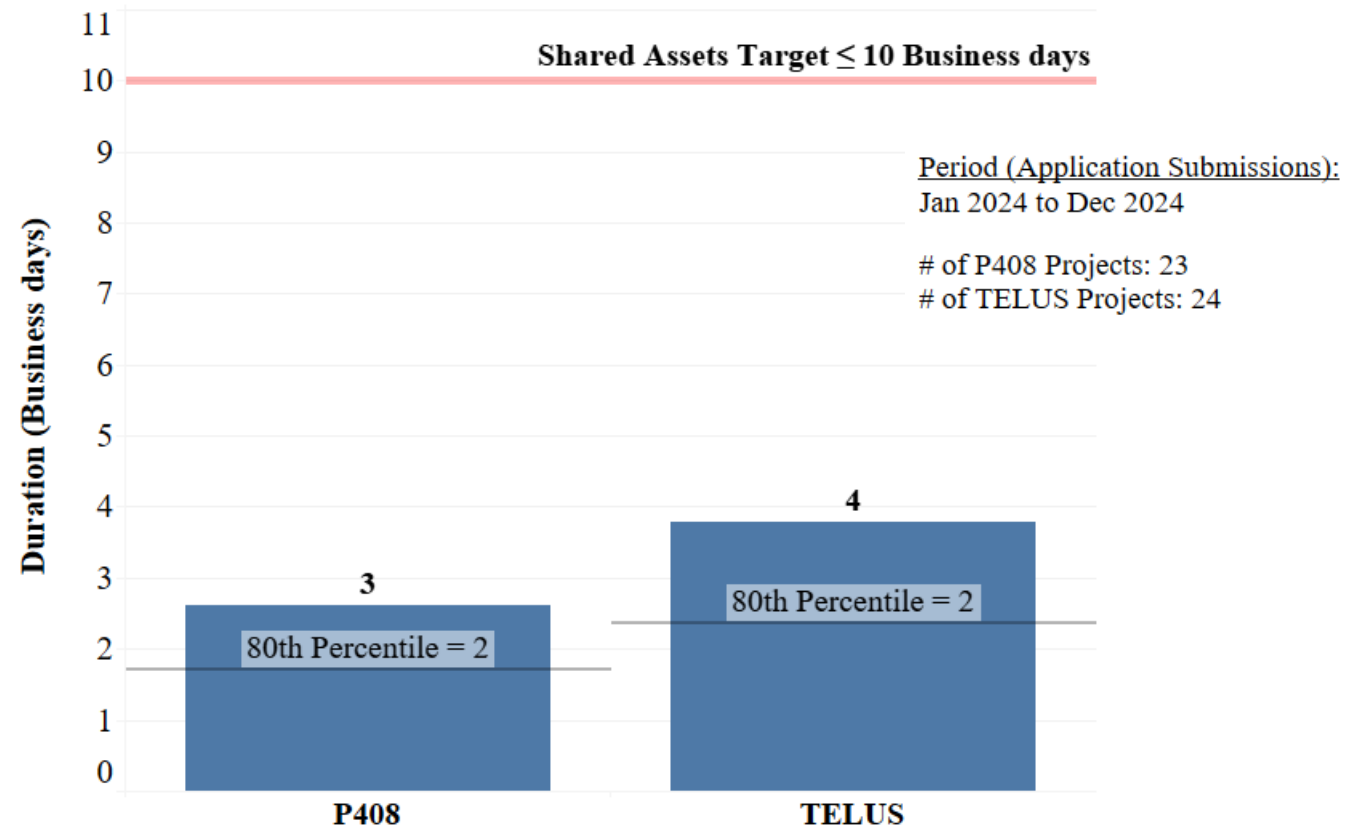 11
Shared Assets Target ≤ 10 Business days
10
9
Period (Application Submissions):
Jan 2024 to Dec 2024
8
# of P408 Projects: 23
7
# of TELUS Projects: 24
6
5
Duration (Business days)
4
4
3
3
80th Percentile = 2
80th Percentile = 2
2
1
0
P408
TELUS